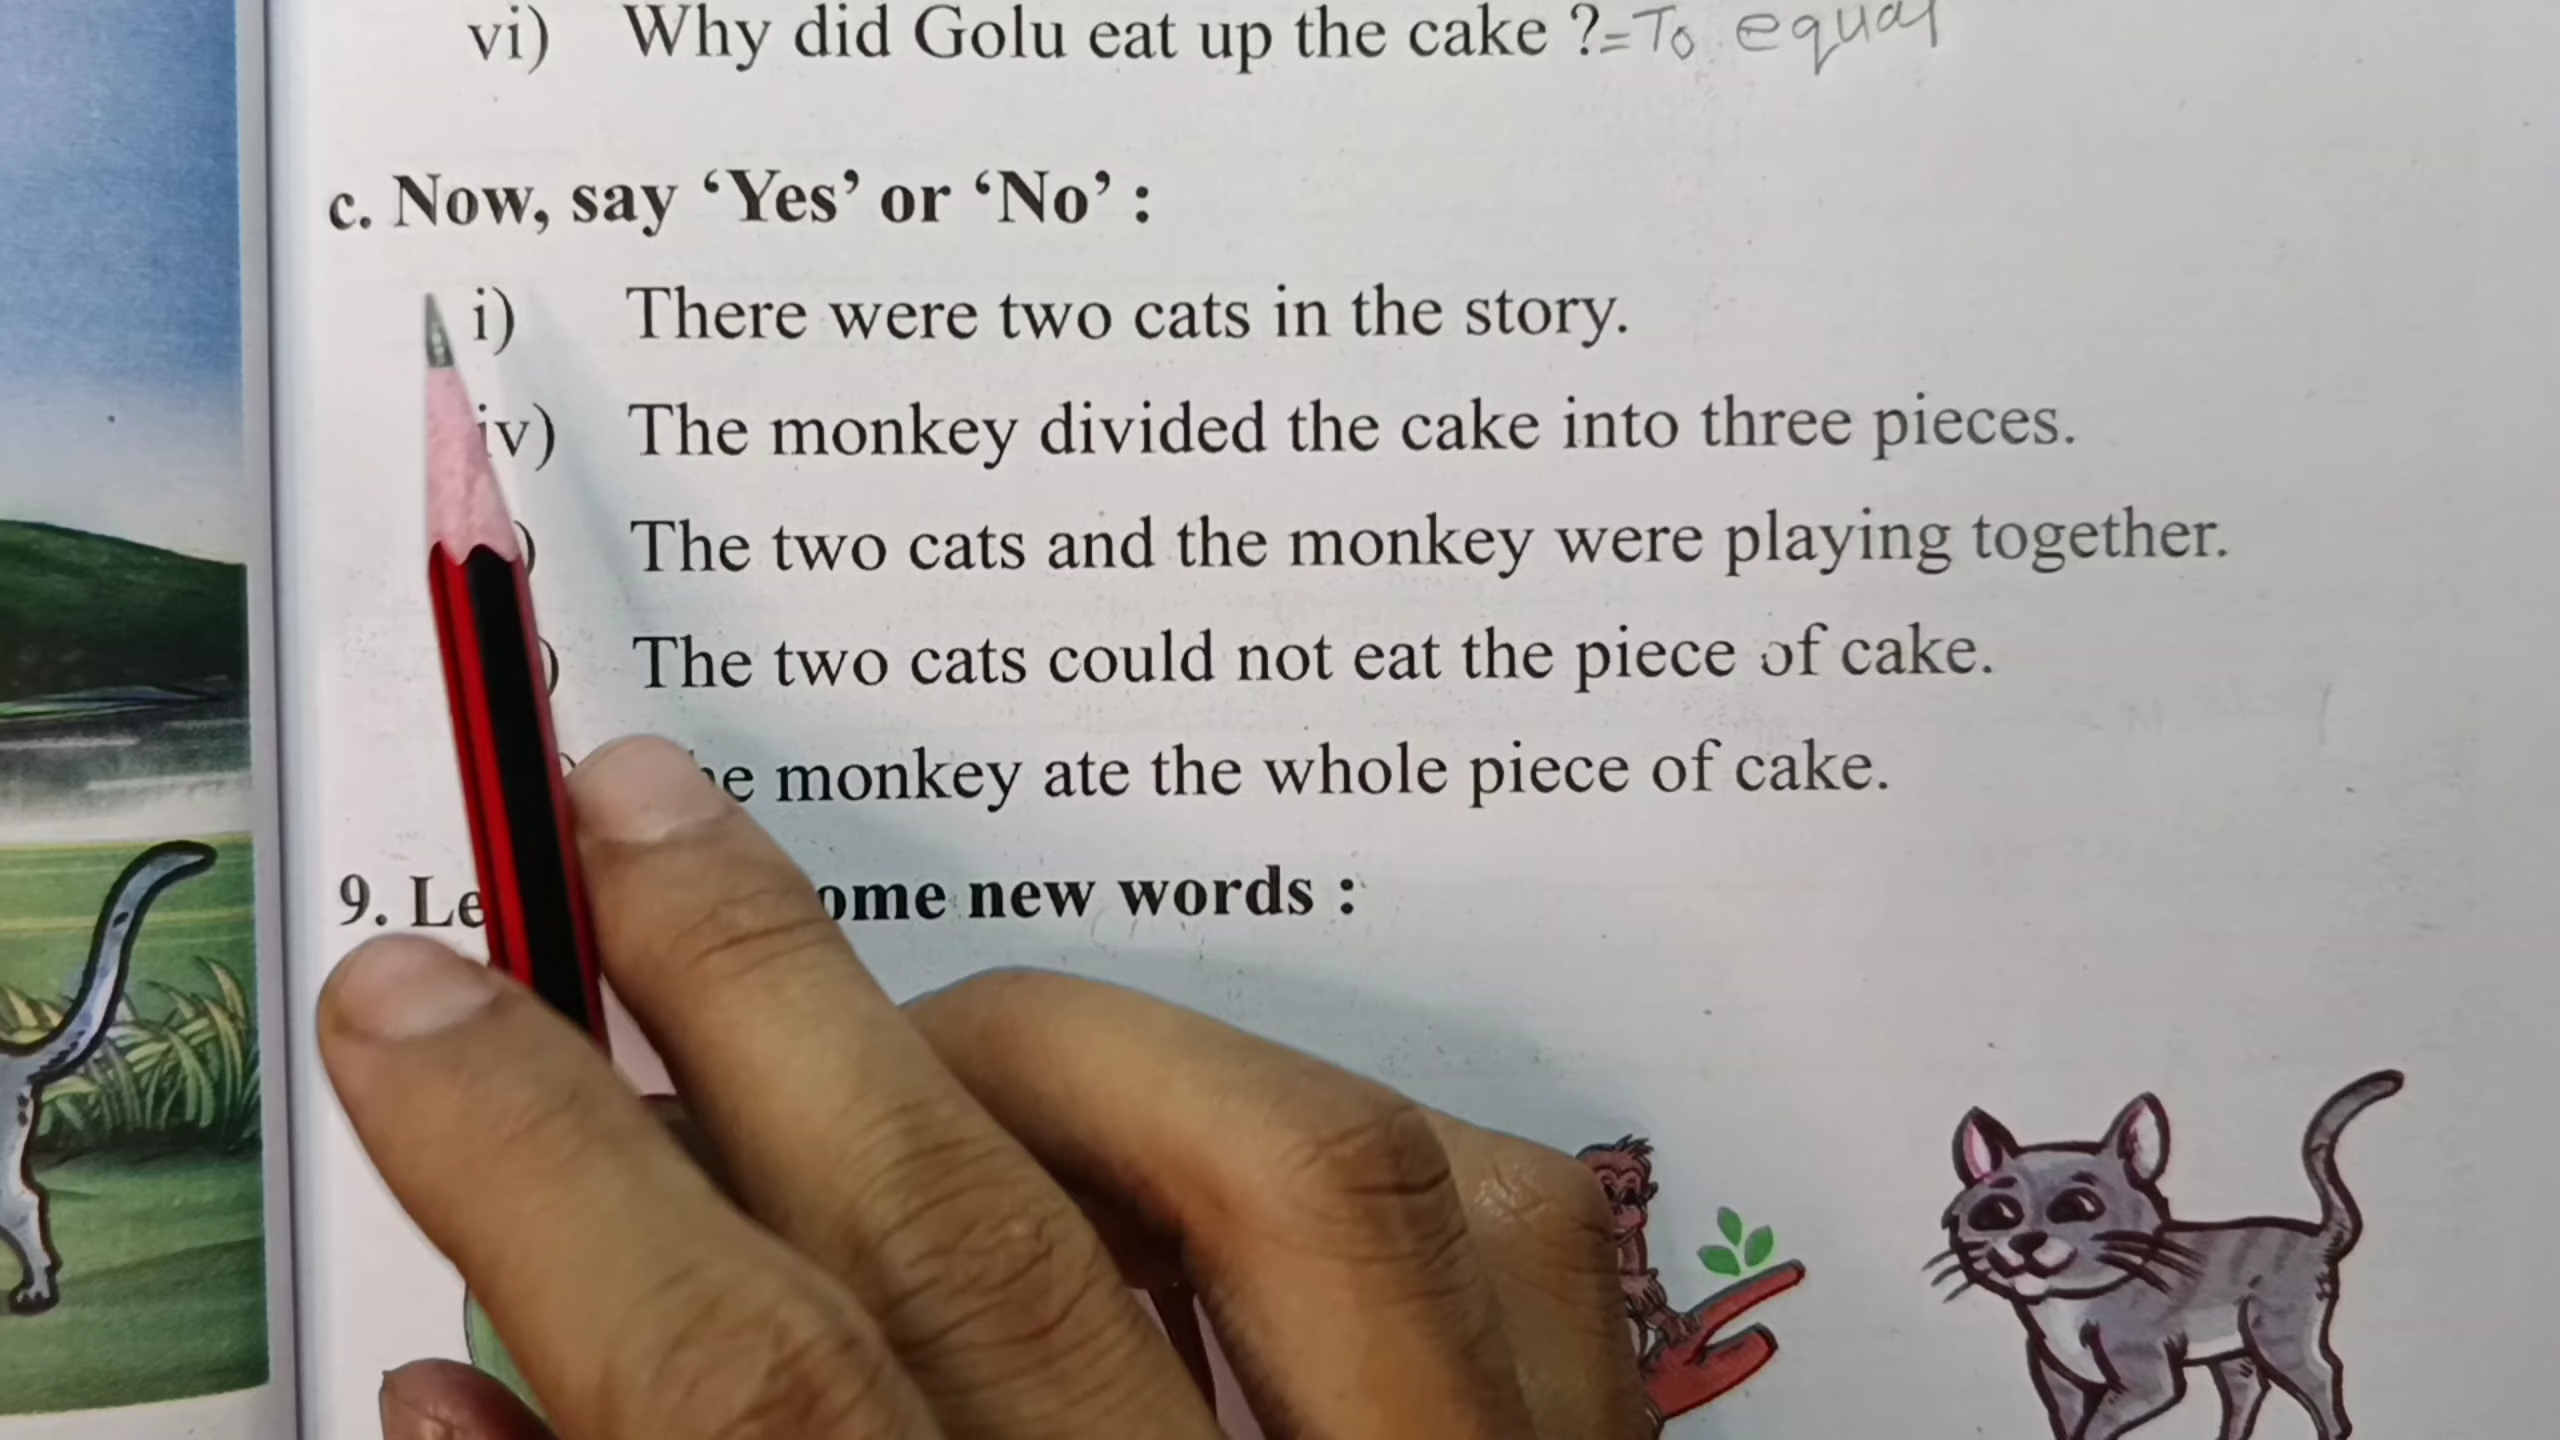 vi) Why did Golu eat up the cake ?=To equal
c. Now, say ‘Yes’ or ‘No’ :
i) There were two cats in the story.
iv) The monkey divided the cake into three pieces.
) The two cats and the monkey were playing together.
) The two cats could not eat the piece of cake.
monkey ate the whole piece of cake.
9. new words :